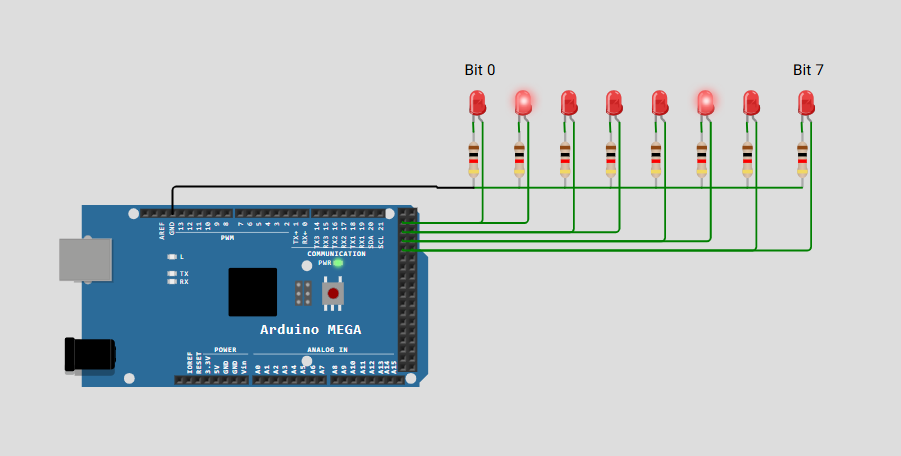 Bit 0 Bit 7
AREF GND 13 12 11 10 9 8 7 6 5 4 3 2 TX→1 RX←0 TX3 14 RX3 15 TX2 16 RX2 17 TX1 18 RX1 19 SDA 20 SCL 21
PWM
COMMUNICATION
L
PWR
TX
RX
Arduino MEGA
POWER ANALOG IN
IOREF RESET 3.3V 5V GND GND Vin A0 A1 A2 A3 A4 A5 A6 A7 A8 A9 A10 A11 A12 A13 A14 A15